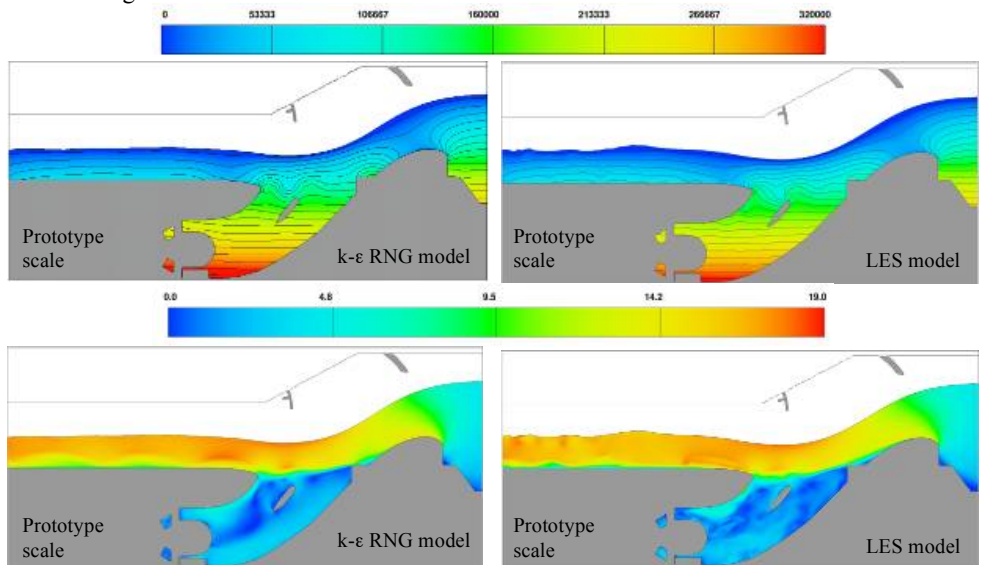 0 53333 106667 160000 213333 266667 320000
Prototype
scale
k-ε RNG model
Prototype
scale
LES model
0.0 4.8 9.5 14.2 19.0
Prototype
scale
k-ε RNG model
Prototype
scale
LES model